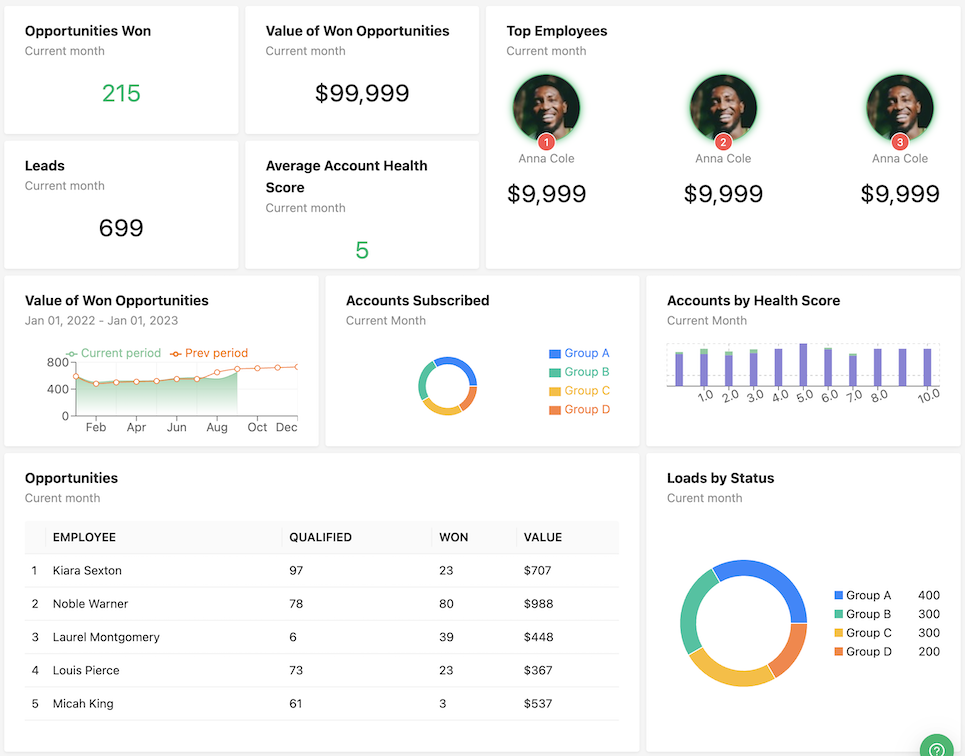 Opportunities Won
Current month
215
Value of Won Opportunities
Current month
$99,999
Top Employees
Current month
1
Anna Cole
$9,999
2
Anna Cole
$9,999
3
Anna Cole
$9,999
Leads
Current month
699
Average Account Health
Score
Current month
5
Value of Won Opportunities
Jan 01, 2022 - Jan 01, 2023
Current period Prev period
800
400
0
Feb Apr Jun Aug Oct Dec
Accounts Subscribed
Current Month
Group A
Group B
Group C
Group D
Accounts by Health Score
Current Month
1.0 2.0 3.0 4.0 5.0 6.0 7.0 8.0 10.0
Opportunities
Curent month
EMPLOYEE QUALIFIED WON VALUE
1 Kiara Sexton 97 23 $707
2 Noble Warner 78 80 $988
3 Laurel Montgomery 6 39 $448
4 Louis Pierce 73 23 $367
5 Micah King 61 3 $537
Loads by Status
Curent month
Group A 400
Group B 300
Group C 300
Group D 200
?